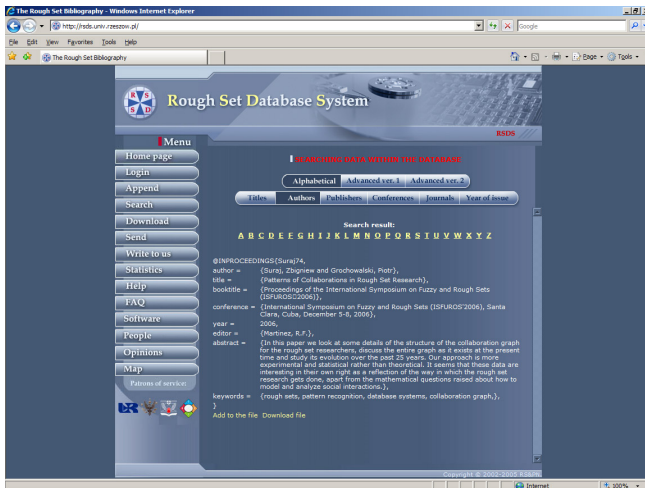 The Rough Set Bibliography - Windows Internet Explorer
http://rsds.univ.rzeszow.pl/
Google
File Edit View Favorites Tools Help
The Rough Set Bibliography
Page Tools
R S
S D
Rough Set Database System
RSDS
Menu
Home page
Login
Append
Search
Download
Send
Write to us
Statistics
Help
FAQ
Software
People
Opinions
Map
Patrons of service:
SEARCHING DATA WITHIN THE DATABASE
Alphabetical Advanced ver. 1 Advanced ver. 2
Titles Authors Publishers Conferences Journals Year of issue
Search result:
A B C D E F G H I J K L M N O P Q R S T U V W X Y Z
@INPROCEEDINGS{Suraj74,
author = {Suraj, Zbigniew and Grochowalski, Piotr},
title = {Patterns of Collaborations in Rough Set Research},
booktitle = {Proceedings of the International Symposium on Fuzzy and Rough Sets
(ISFUROS□2006)},
conference = {International Symposium on Fuzzy and Rough Sets (ISFUROS'2006), Santa
Clara, Cuba, December 5-8, 2006},
year = 2006,
editor = {Martinez, R.F.},
abstract = {In this paper we look at some details of the structure of the collaboration graph
for the rough set researchers, discuss the entire graph as it exists at the present
time and study its evolution over the past 25 years. Our approach is more
experimental and statistical rather than theoretical. It seems that these data are
interesting in their own right as a reflection of the way in which the rough set
research gets done, apart from the mathematical questions raised about how to
model and analyze social interactions.},
keywords = {rough sets, pattern recognition, database systems, collaboration graph,},
}
Add to the file Download file
Copyright © 2002-2005
Internet 100%